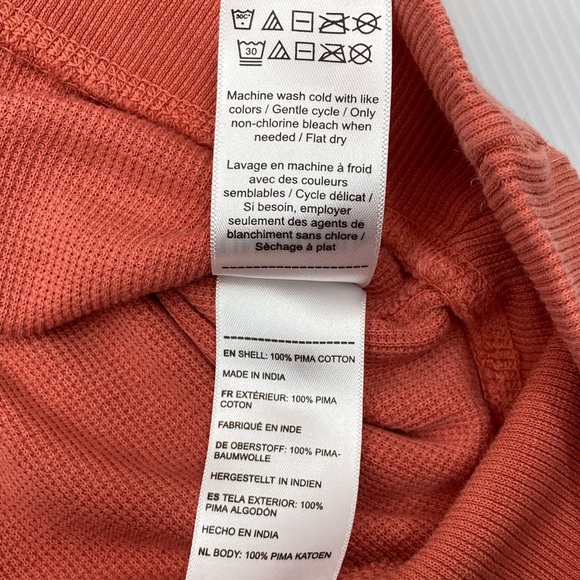 30C°
30
Machine wash cold with like
colors / Gentle cycle / Only
non-chlorine bleach when
needed / Flat dry
Lavage en machine à froid
avec des couleurs
semblables / Cycle délicat /
Si besoin, employer
seulement des agents de
blanchiment sans chlore /
Sèchage à plat
EN SHELL: 100% PIMA COTTON
MADE IN INDIA
FR EXTÉRIEUR: 100% PIMA
COTON
FABRIQUÉ EN INDE
DE OBERSTOFF: 100% PIMA-
BAUMWOLLE
HERGESTELLT IN INDIEN
ES TELA EXTERIOR: 100%
PIMA ALGODÓN
HECHO EN INDIA
NL BODY: 100% PIMA KATOEN